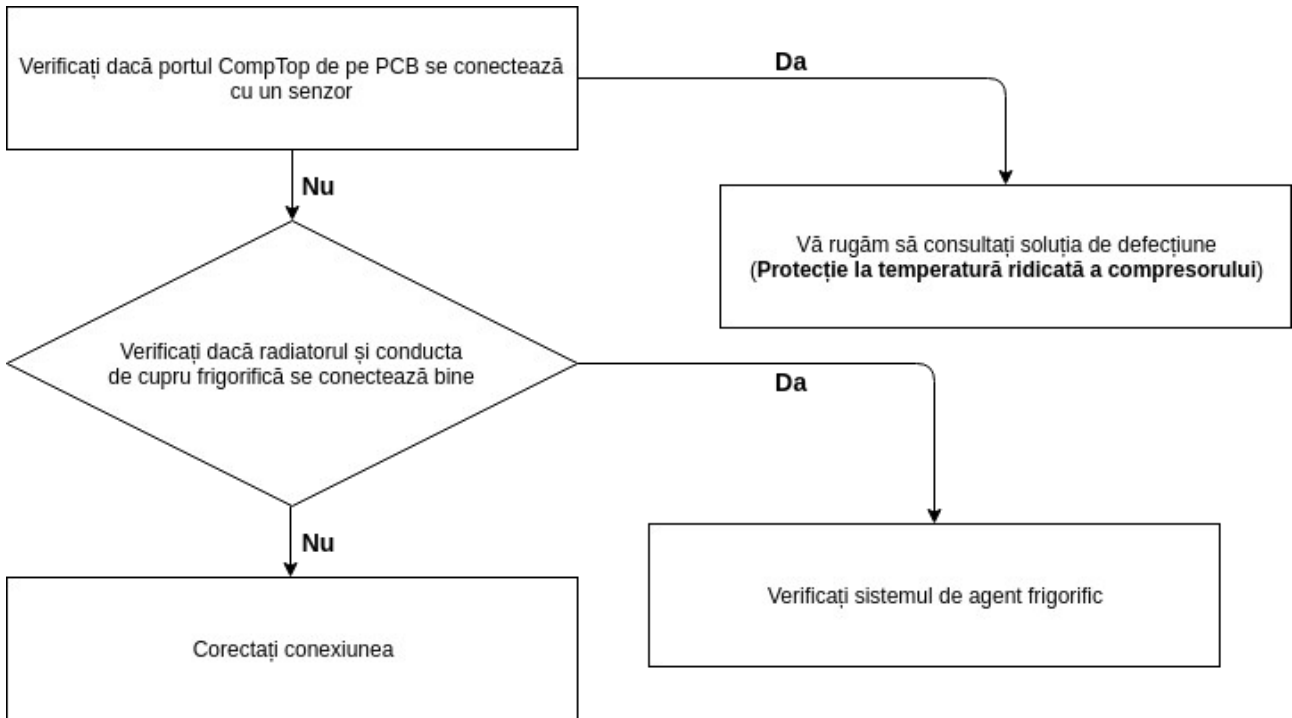 Verificați dacă portul CompTop de pe PCB se conectează
cu un senzor
Da
Nu
Vă rugăm să consultați soluția de defecțiune
(Protecție la temperatură ridicată a compresorului)
Verificați dacă radiatorul și conducta
de cupru frigorifică se conectează bine
Da
Nu
Verificați sistemul de agent frigorific
Corectați conexiunea